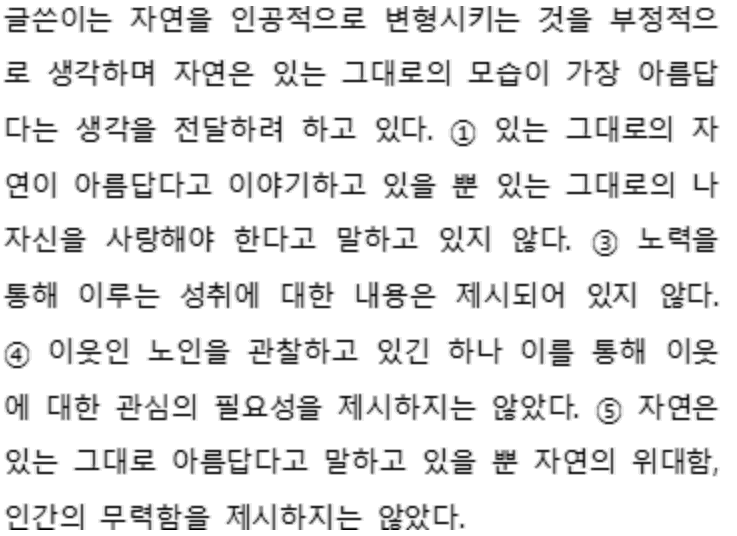 글쓴이는 자연을 인공적으로 변형시키는 것을 부정적으
로 생각하며 자연은 있는 그대로의 모습이 가장 아름답
다는 생각을 전달하려 하고 있다. ① 있는 그대로의 자
연이 아름답다고 이야기하고 있을 뿐 있는 그대로의 나
자신을 사랑해야 한다고 말하고 있지 않다. ③ 노력을
통해 이루는 성취에 대한 내용은 제시되어 있지 않다.
④ 이웃인 노인을 관찰하고 있긴 하나 이를 통해 이웃
에 대한 관심의 필요성을 제시하지는 않았다. ⑤ 자연은
있는 그대로 아름답다고 말하고 있을 뿐 자연의 위대함,
인간의 무력함을 제시하지는 않았다.